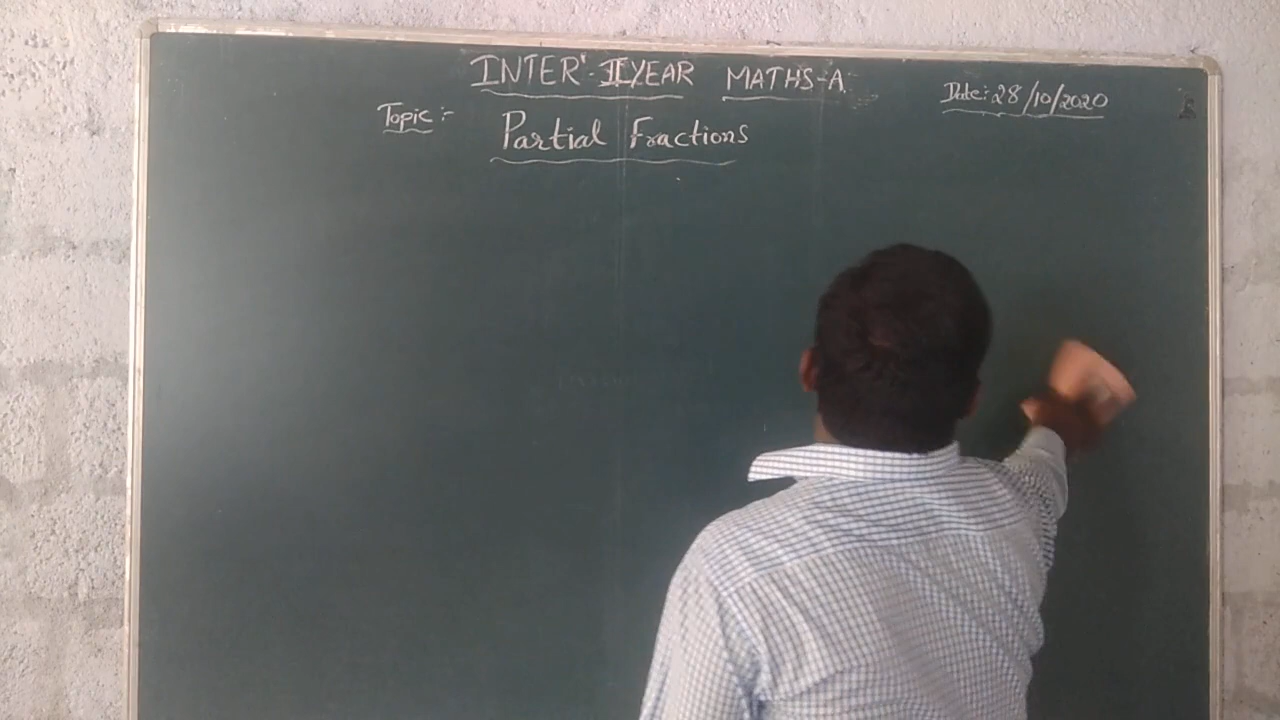 INTER'-II YEAR MATHS-A
Date: 28/10/2020
Topic:- Partial Fractions